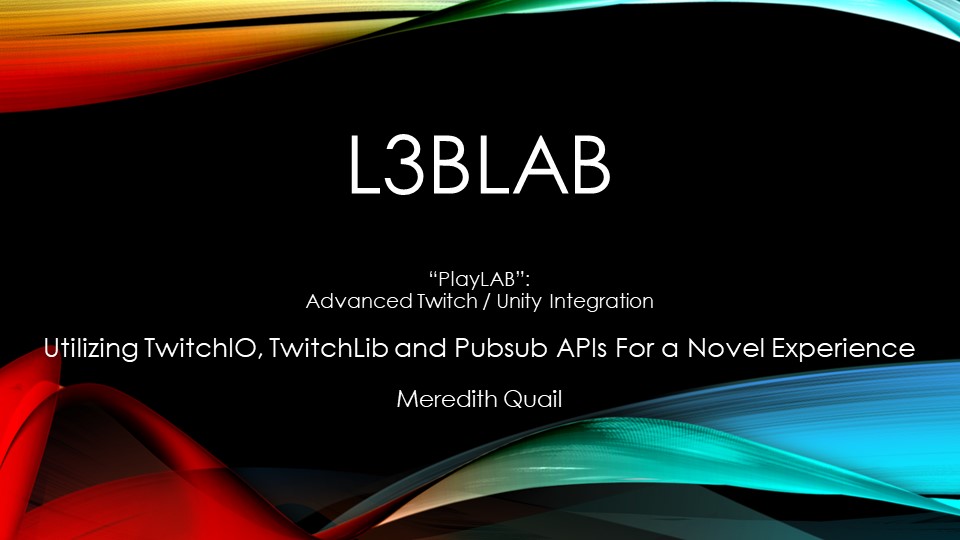 L3BLAB
“PlayLAB”:
Advanced Twitch / Unity Integration
Utilizing TwitchIO, TwitchLib and Pubsub APIs For a Novel Experience
Meredith Quail